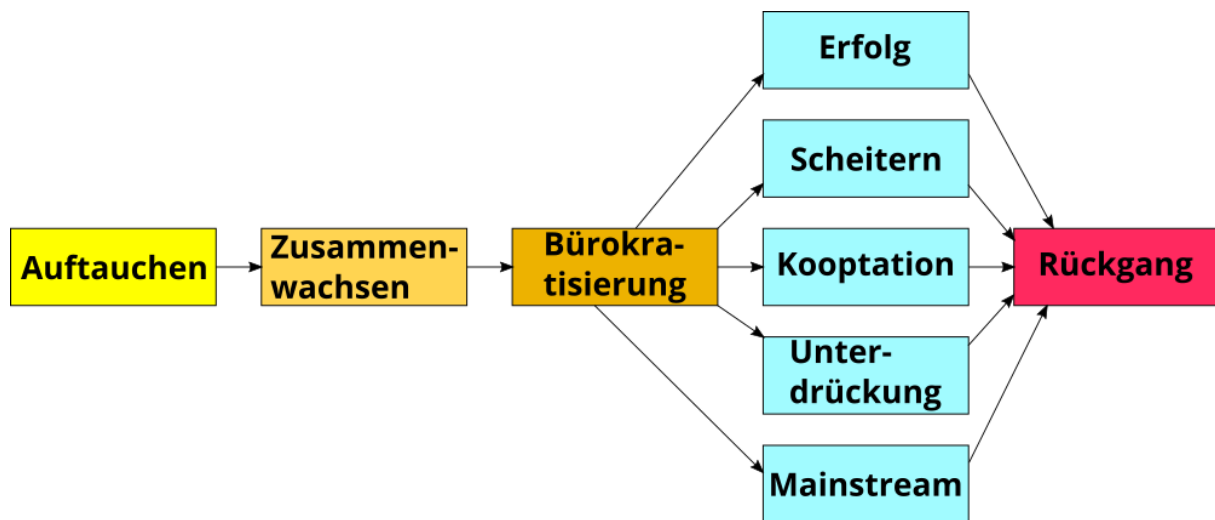 Auftauchen
Zusammen-
wachsen
Bürokra-
tisierung
Erfolg
Scheitern
Kooptation
Unter-
drückung
Mainstream
Rückgang